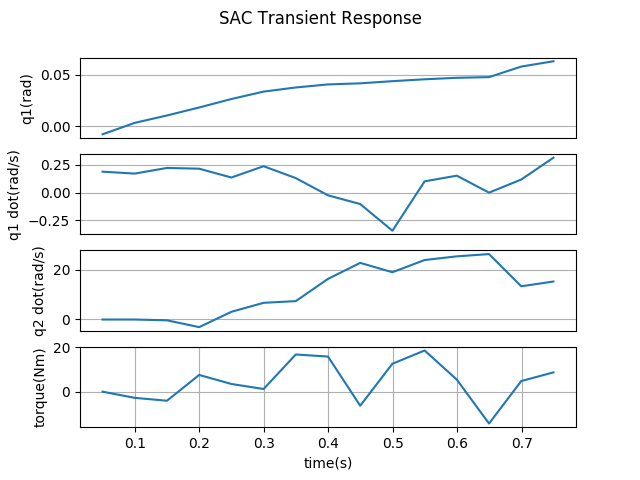 SAC Transient Response
q1(rad)
0.05
0.00
q1 dot(rad/s)
0.25
0.00
−0.25
q2 dot(rad/s)
20
0
torque(Nm)
20
0
0.1 0.2 0.3 0.4 0.5 0.6 0.7
time(s)